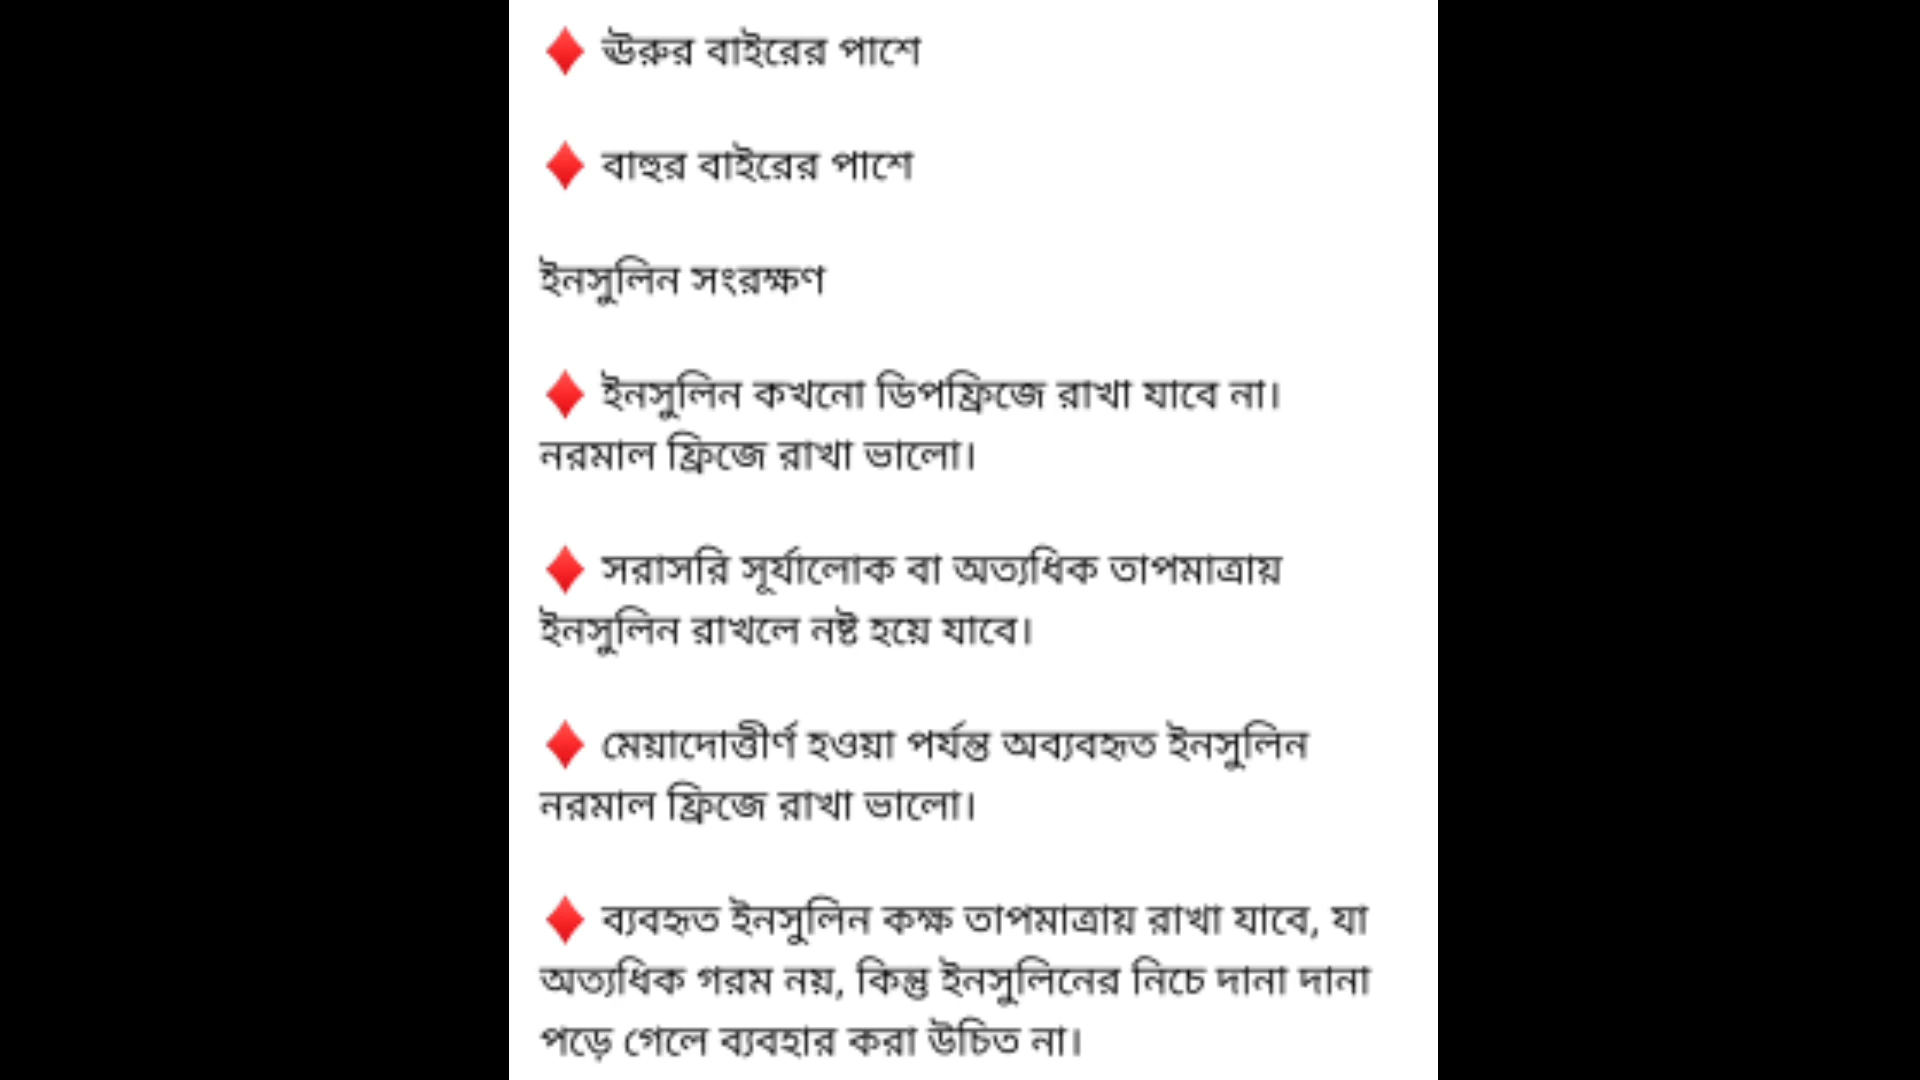 ♦️ ঊরুর বাইরের পাশে
♦️ বাহুর বাইরের পাশে
ইনসুলিন সংরক্ষণ
♦️ ইনসুলিন কখনো ডিপফ্রিজে রাখা যাবে না।
নরমাল ফ্রিজে রাখা ভালো।
♦️ সরাসরি সূর্যালোক বা অত্যধিক তাপমাত্রায়
ইনসুলিন রাখলে নষ্ট হয়ে যাবে।
♦️ মেয়াদোত্তীর্ণ হওয়া পর্যন্ত অব্যবহৃত ইনসুলিন
নরমাল ফ্রিজে রাখা ভালো।
♦️ ব্যবহৃত ইনসুলিন কক্ষ তাপমাত্রায় রাখা যাবে, যা
অত্যধিক গরম নয়, কিন্তু ইনসুলিনের নিচে দানা দানা
পড়ে গেলে ব্যবহার করা উচিত না।